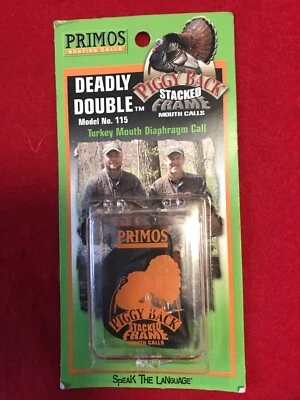 PRIMOS
HUNTING CALLS
DEADLY
DOUBLE™
Model No. 115
PIGGY BACK
STACKED
FRAME
MOUTH CALLS
Turkey Mouth Diaphragm Call
PRIMOS
PIGGY BACK
STACKED
FRAME
MOUTH CALLS
SPEAK THE LANGUAGE®